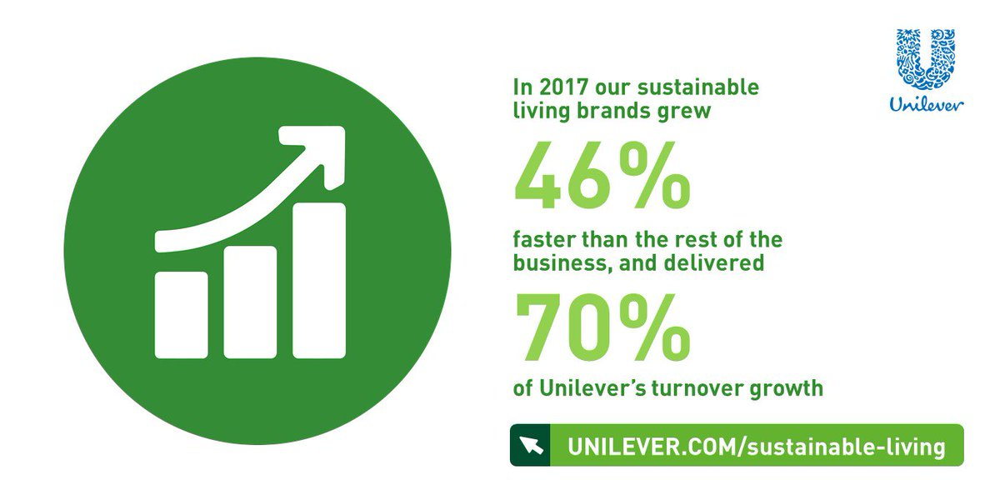 Unilever
In 2017 our sustainable
living brands grew
46%
faster than the rest of the
business, and delivered
70%
of Unilever's turnover growth
UNILEVER.COM/sustainable-living